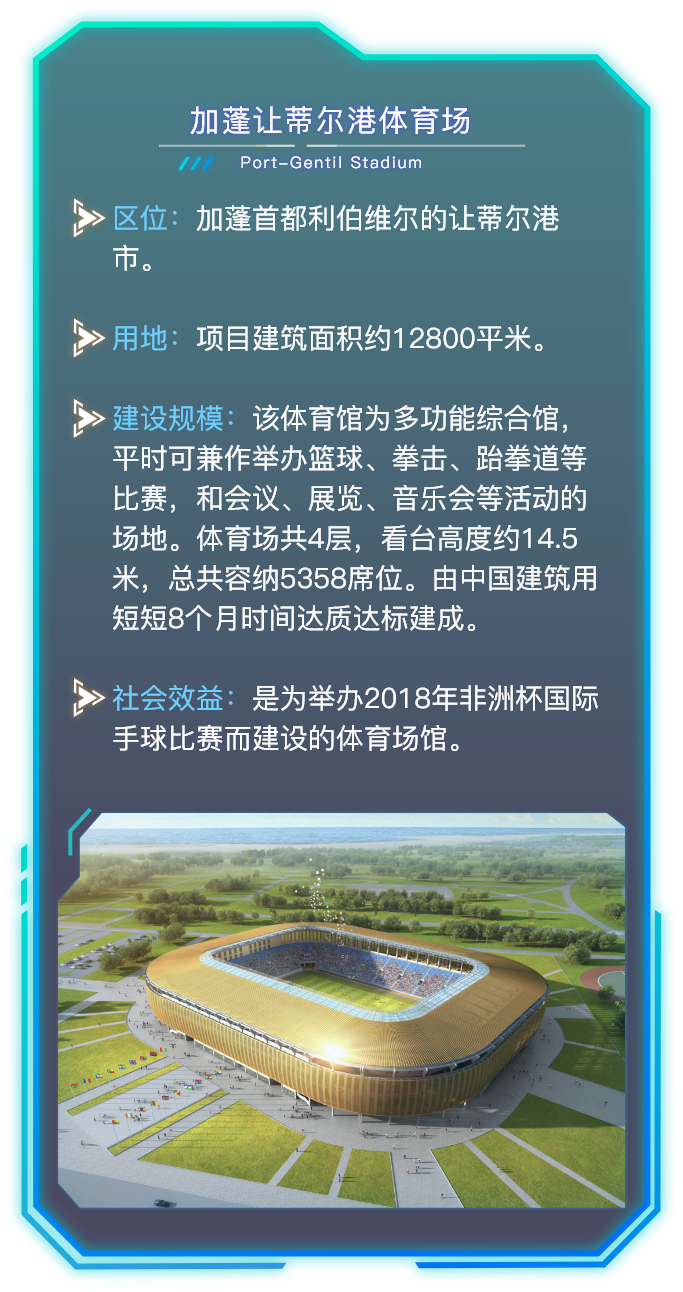 加蓬让蒂尔港体育场
Port-Gentil Stadium
区位：加蓬首都利伯维尔的让蒂尔港
市。
用地：项目建筑面积约12800平米。
建设规模：该体育馆为多功能综合馆，
平时可兼作举办篮球、拳击、跆拳道等
比赛，和会议、展览、音乐会等活动的
场地。体育场共4层，看台高度约14.5
米，总共容纳5358席位。由中国建筑用
短短8个月时间达质达标建成。
社会效益：是为举办2018年非洲杯国际
手球比赛而建设的体育场馆。